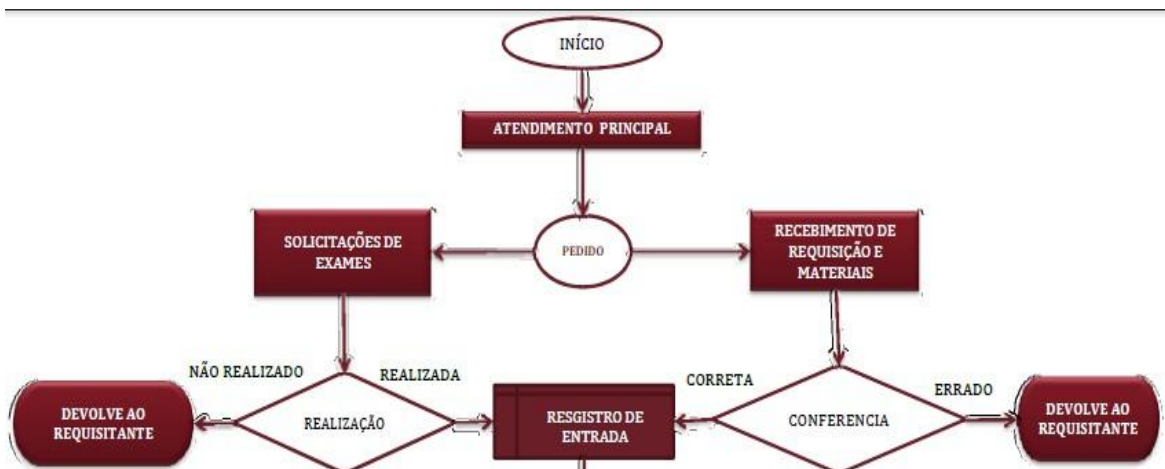 INÍCIO
ATENDIMENTO PRINCIPAL
SOLICITAÇÕES DE
EXAMES
PEDIDO
RECEBIMENTO DE
REQUISIÇÃO E
MATERIAIS
NÃO REALIZADO
REALIZADA
CORRETA
ERRADO
DEVOLVE AO
REQUISITANTE
REALIZAÇÃO
RESGISTRO DE
ENTRADA
CONFERENCIA
DEVOLVE AO
REQUISITANTE